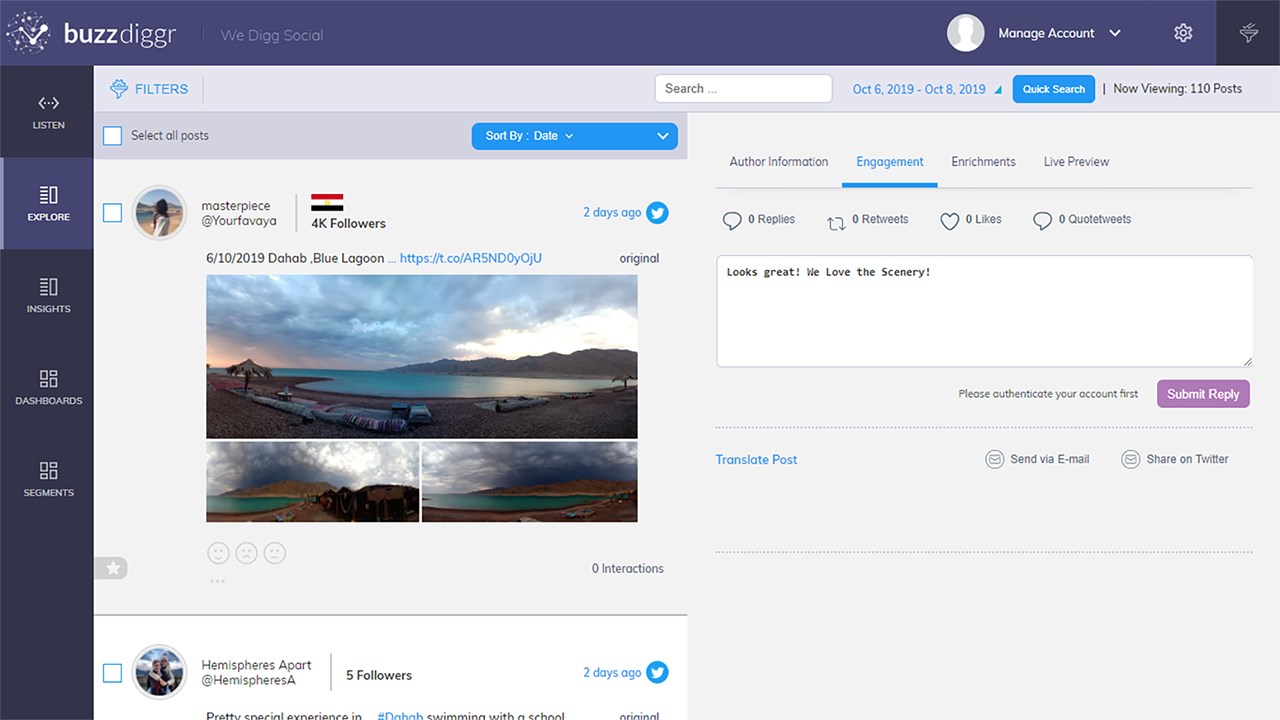 buzzdiggr
We Digg Social
Manage Account
LISTEN
EXPLORE
INSIGHTS
DASHBOARDS
SEGMENTS
FILTERS
Search ...
Oct 6, 2019 - Oct 8, 2019
Quick Search
| Now Viewing: 110 Posts
Select all posts
Sort By : Date
masterpiece
@Yourfavaya
4K Followers
2 days ago
6/10/2019 Dahab ,Blue Lagoon ... https://t.co/AR5ND0yOjU
original
0 Interactions
Hemispheres Apart
@HemispheresA
5 Followers
2 days ago
Pretty special experience in ... #Dahab swimming with a school
original
Author Information
Engagement
Enrichments
Live Preview
0 Replies
0 Retweets
0 Likes
0 Quotetweets
Looks great! We Love the Scenery!
Please authenticate your account first
Submit Reply
Translate Post
Send via E-mail
Share on Twitter